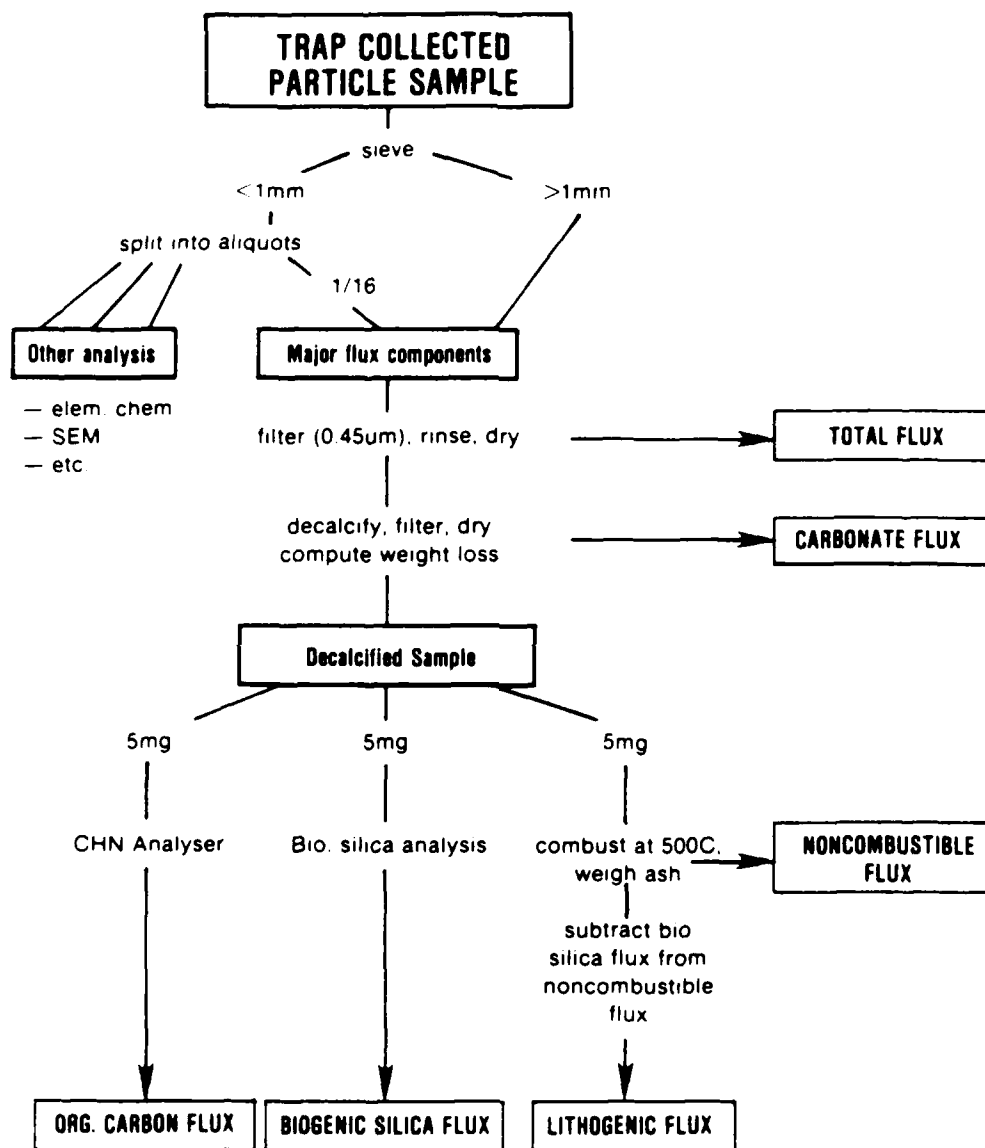 TRAP COLLECTED
PARTICLE SAMPLE
sieve
<1mm
>1mm
split into aliquots
1/16
Other analysis
Major flux components
— elem. chem
— SEM
— etc.
filter (0.45um), rinse, dry
TOTAL FLUX
decalcify, filter, dry
compute weight loss
CARBONATE FLUX
Decalcified Sample
5mg
5mg
5mg
CHN Analyser
Bio. silica analysis
combust at 500C,
weigh ash
NONCOMBUSTIBLE
FLUX
subtract bio
silica flux from
noncombustible
flux
ORG. CARBON FLUX
BIOGENIC SILICA FLUX
LITHOGENIC FLUX